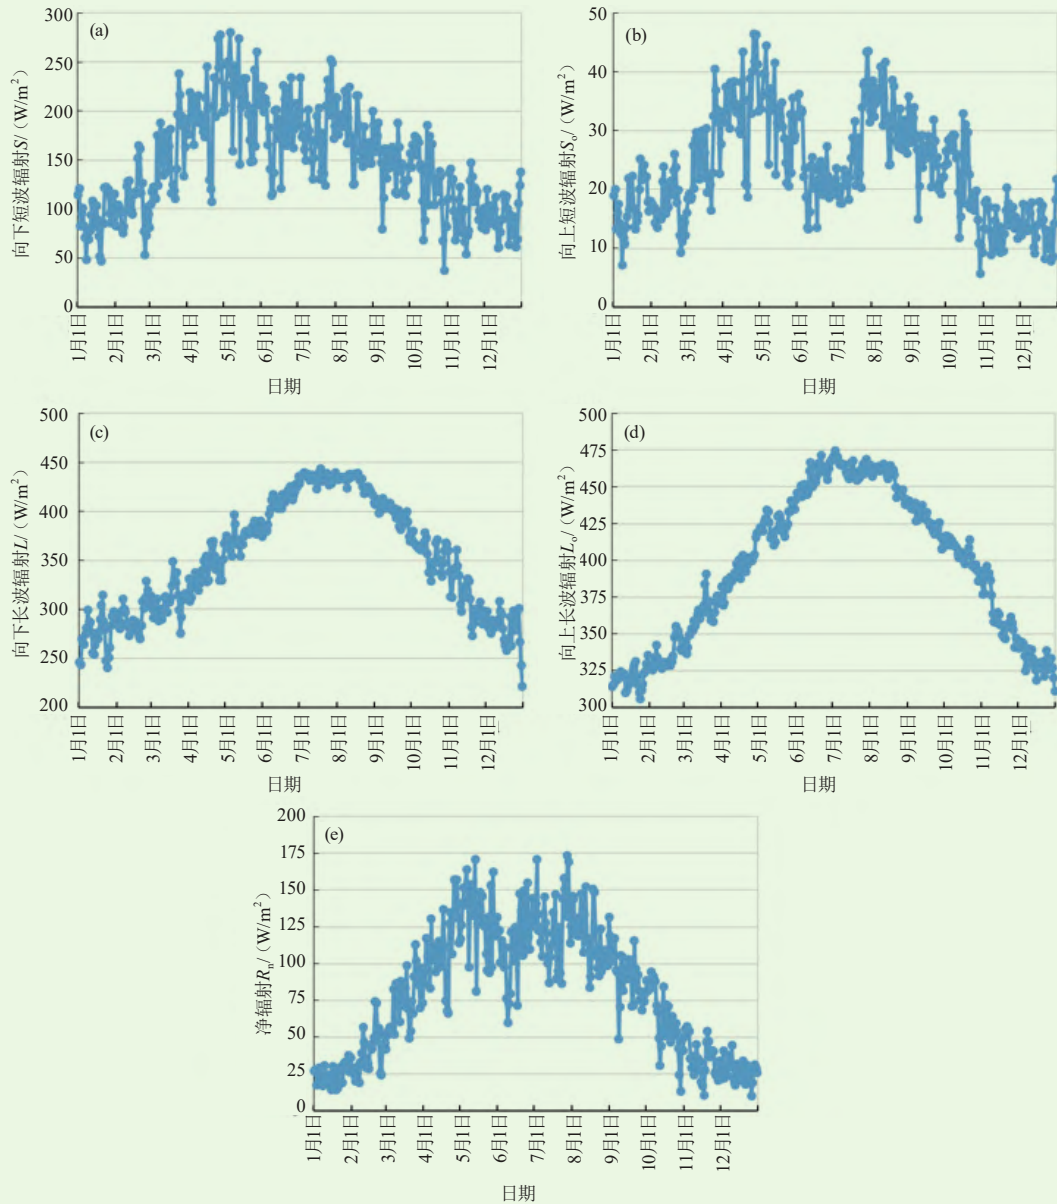 (a)
向下短波辐射S/（W/m²）
300
250
200
150
100
50
0
1月1日
2月1日
3月1日
4月1日
5月1日
6月1日
7月1日
8月1日
9月1日
10月1日
11月1日
12月1日
日期
(b)
向上短波辐射Sₒ/（W/m²）
50
40
30
20
10
0
1月1日
2月1日
3月1日
4月1日
5月1日
6月1日
7月1日
8月1日
9月1日
10月1日
11月1日
12月1日
日期
(c)
向下长波辐射L/（W/m²）
500
450
400
350
300
250
200
1月1日
2月1日
3月1日
4月1日
5月1日
6月1日
7月1日
8月1日
9月1日
10月1日
11月1日
12月1日
日期
(d)
向上长波辐射Lₒ/（W/m²）
500
475
450
425
400
375
350
325
300
1月1日
2月1日
3月1日
4月1日
5月1日
6月1日
7月1日
8月1日
9月1日
10月1日
11月1日
12月1日
日期
(e)
净辐射Rₙ/（W/m²）
200
175
150
125
100
75
50
25
0
1月1日
2月1日
3月1日
4月1日
5月1日
6月1日
7月1日
8月1日
9月1日
10月1日
11月1日
12月1日
日期